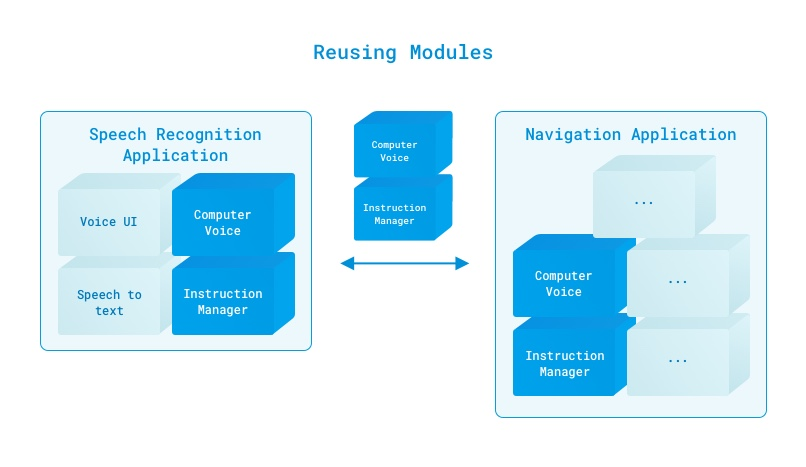 Reusing Modules
Speech Recognition
Application
Voice UI
Computer
Voice
Speech to
text
Instruction
Manager
Computer
Voice
Instruction
Manager
Navigation Application
...
Computer
Voice
...
Instruction
Manager
...